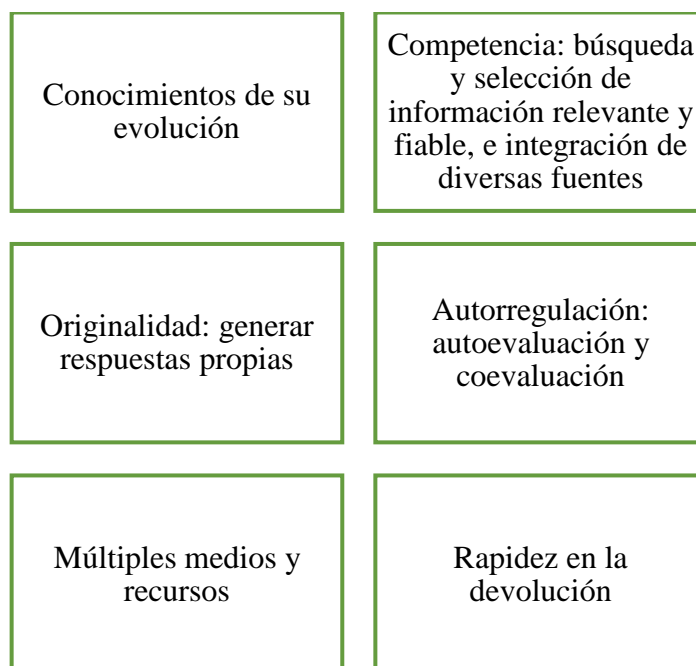 Conocimientos de su
evolución
Competencia: búsqueda
y selección de
información relevante y
fiable, e integración de
diversas fuentes
Originalidad: generar
respuestas propias
Autorregulación:
autoevaluación y
coevaluación
Múltiples medios y
recursos
Rapidez en la
devolución